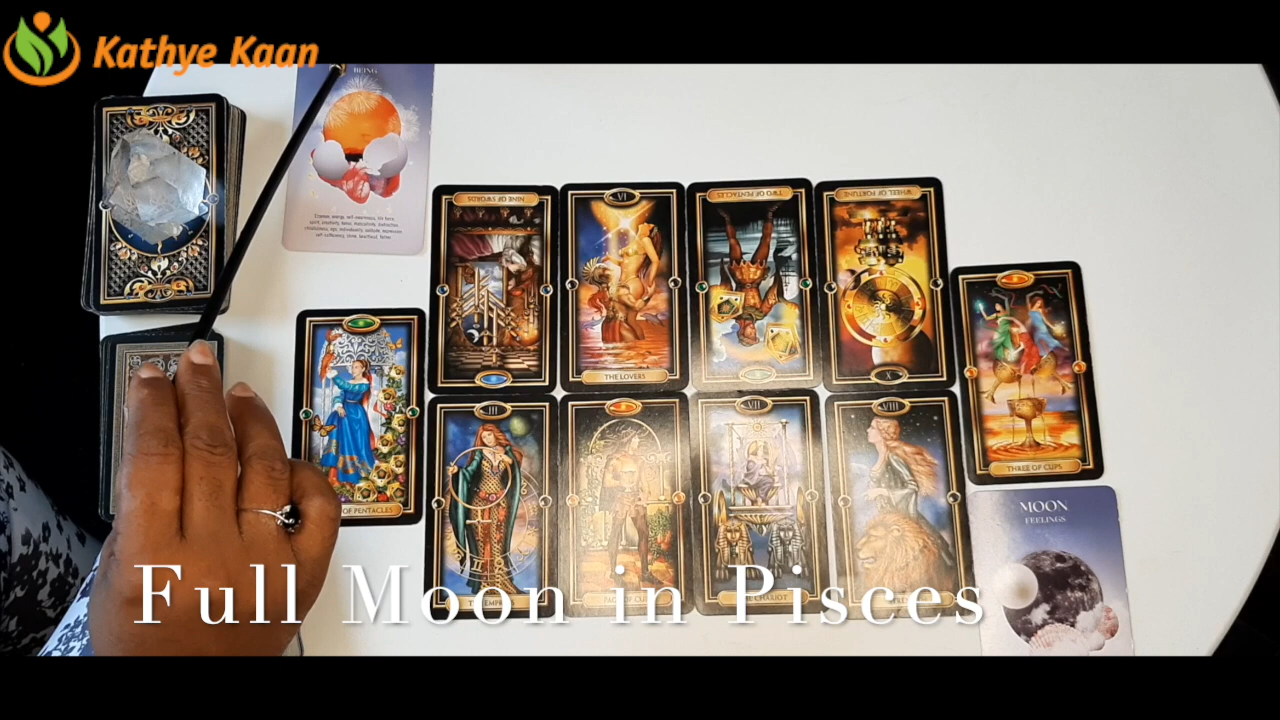 Kathye Kaan
BEING
NINE OF SWORDS
VI
THE LOVERS
TWO OF PENTACLES
WHEEL OF FORTUNE
X
OF PENTACLES
III
VII
VIII
THREE OF CUPS
MOON
FEELINGS
Full Moon in Pisces